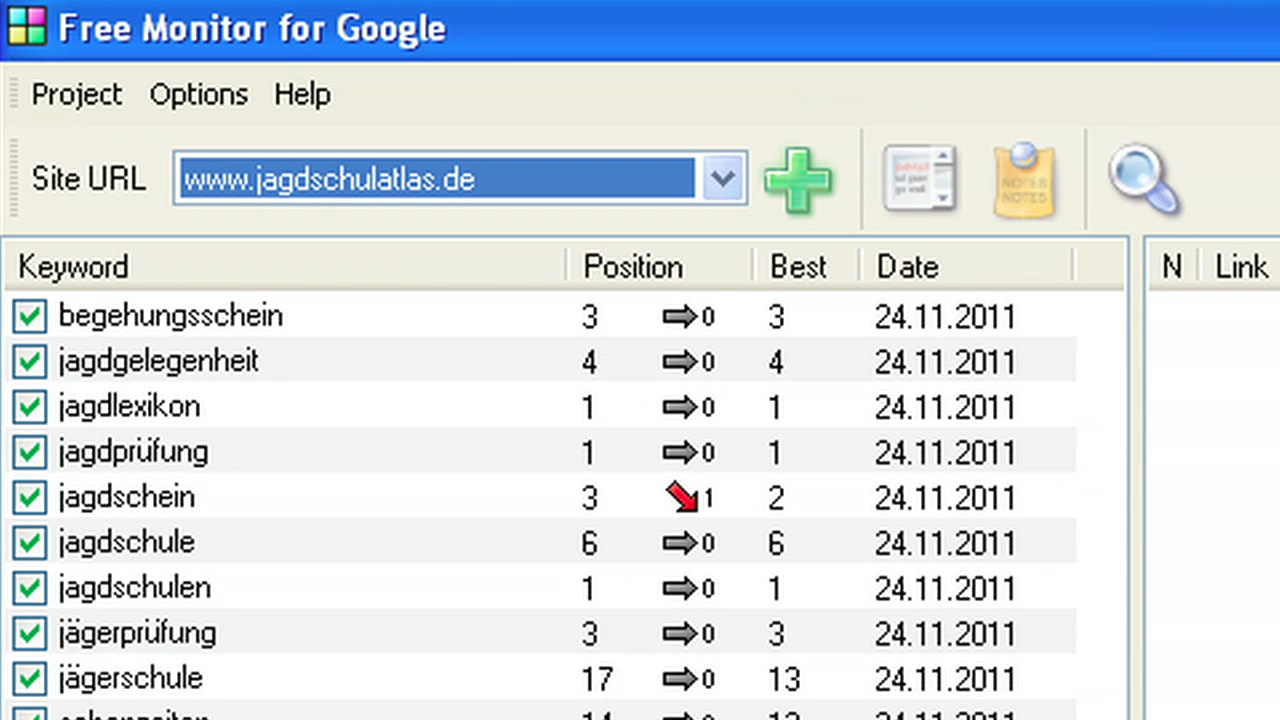 Free Monitor for Google
Project Options Help
Site URL www.jagdschulatlas.de
NOTES
NOTES
Keyword Position Best Date N Link
begehungsschein 3 0 3 24.11.2011
jagdgelegenheit 4 0 4 24.11.2011
jagdlexikon 1 0 1 24.11.2011
jagdprüfung 1 0 1 24.11.2011
jagdschein 3 1 2 24.11.2011
jagdschule 6 0 6 24.11.2011
jagdschulen 1 0 1 24.11.2011
jägerprüfung 3 0 3 24.11.2011
jägerschule 17 0 13 24.11.2011